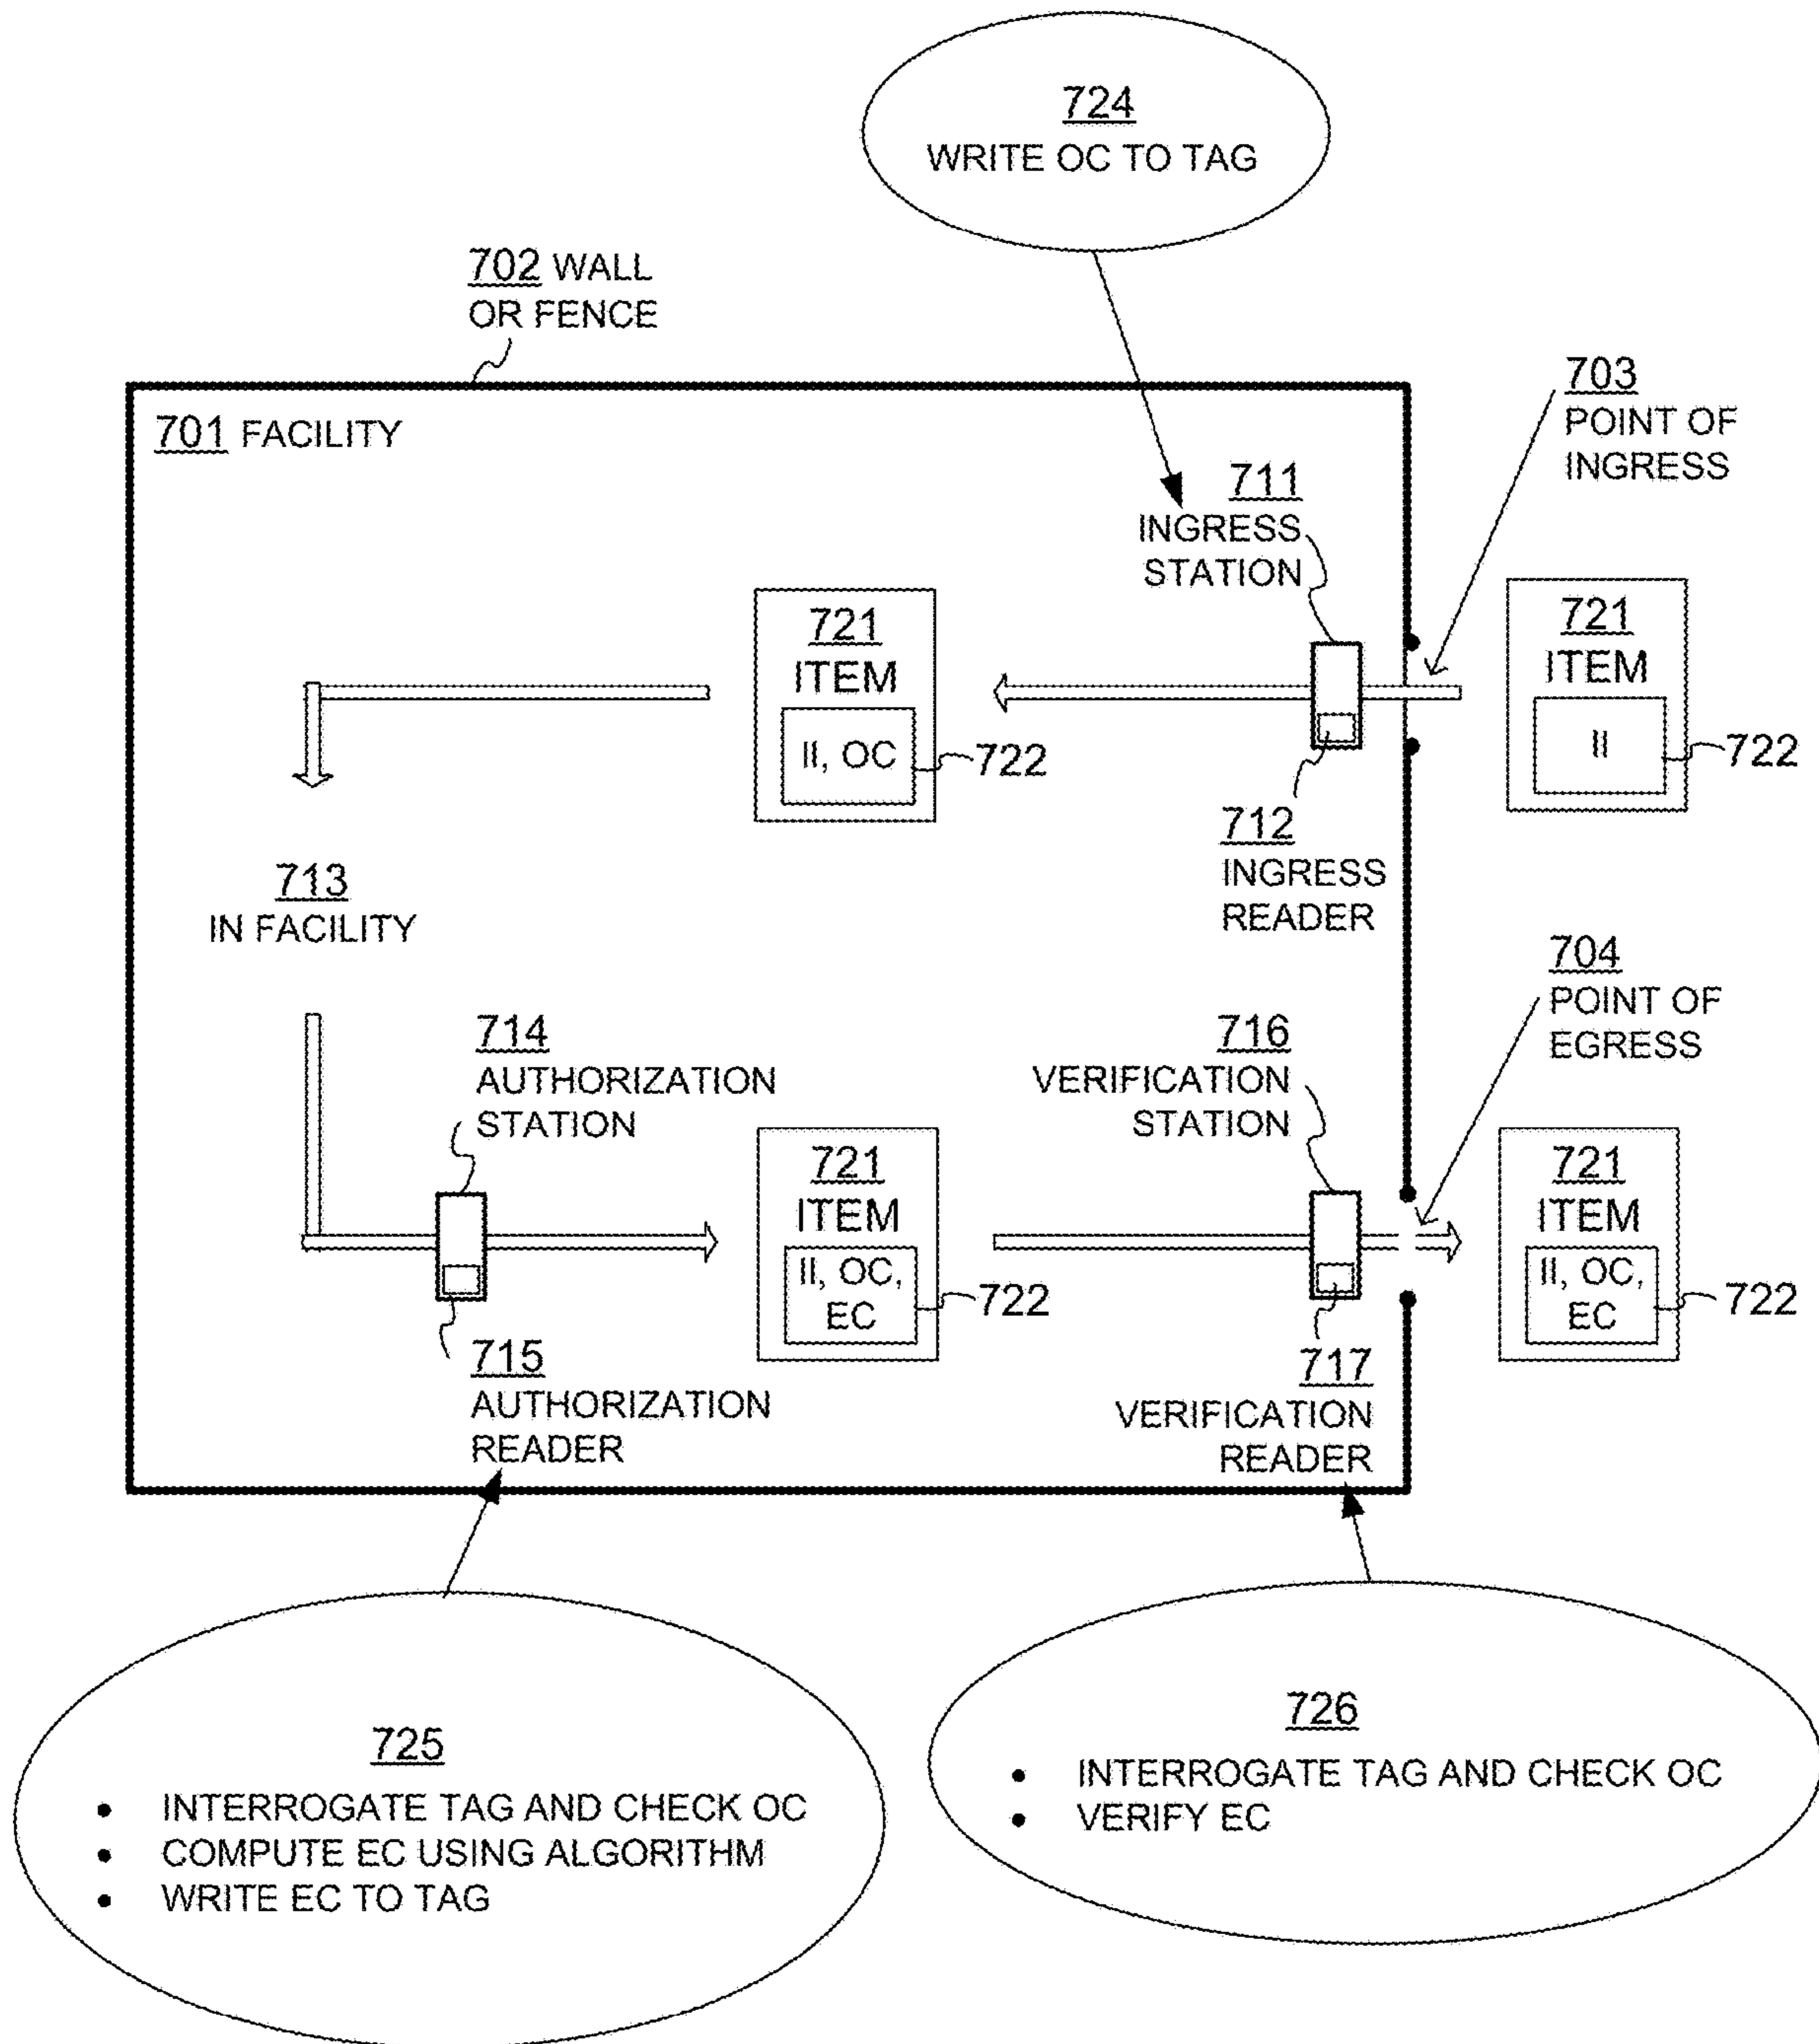 724
WRITE OC TO TAG
702 WALL
OR FENCE
703
POINT OF
INGRESS
701 FACILITY
711
INGRESS
STATION
721
ITEM
II, OC
722
721
ITEM
II
722
712
INGRESS
READER
713
IN FACILITY
704
POINT OF
EGRESS
714
AUTHORIZATION
STATION
716
VERIFICATION
STATION
721
ITEM
II, OC,
EC
722
721
ITEM
II, OC,
EC
722
715
AUTHORIZATION
READER
717
VERIFICATION
READER
725
• INTERROGATE TAG AND CHECK OC
• COMPUTE EC USING ALGORITHM
• WRITE EC TO TAG
726
• INTERROGATE TAG AND CHECK OC
• VERIFY EC